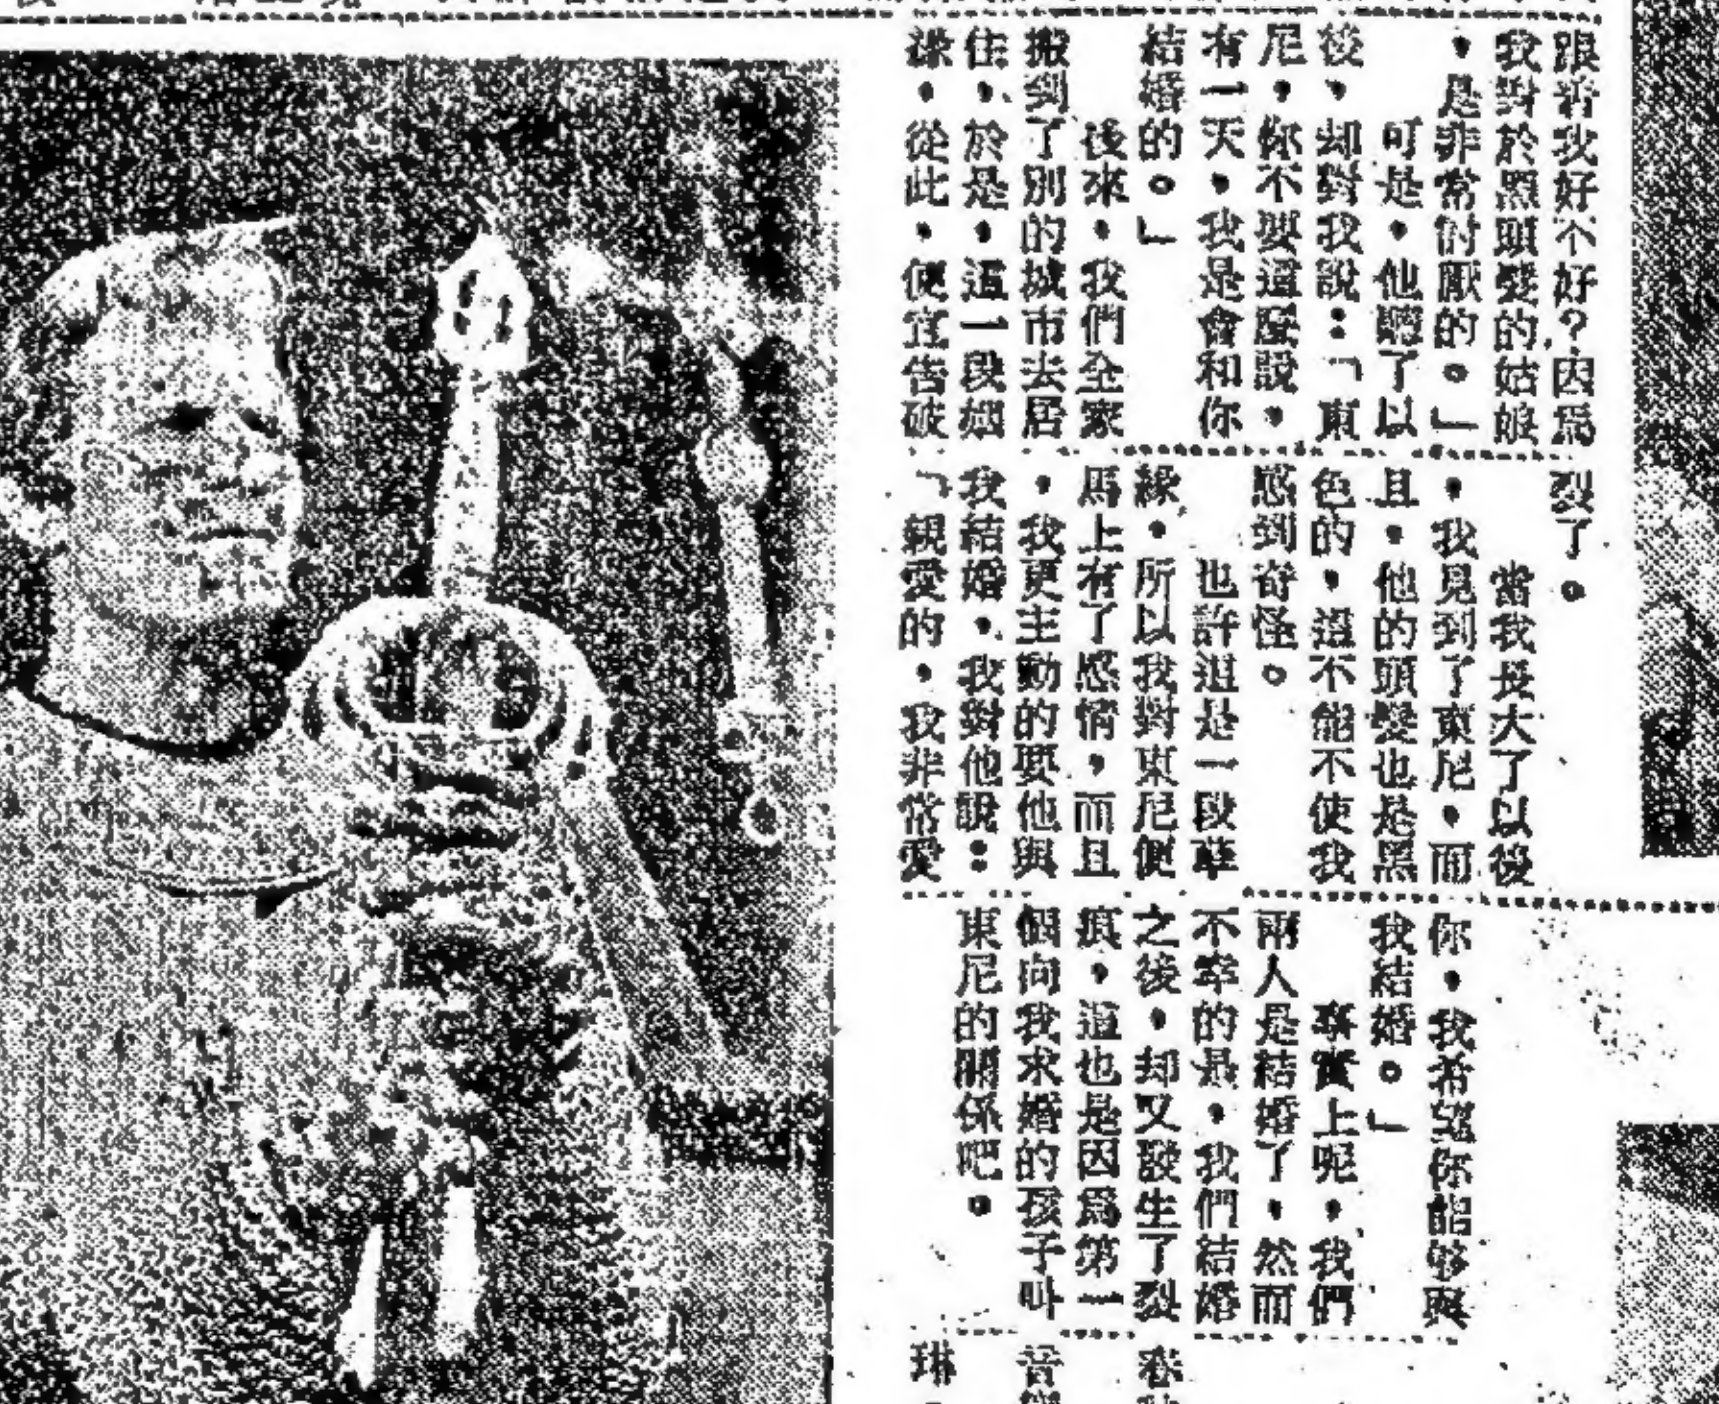 跟着我好不好？因爲
我對於黑頭髮的姑娘
，是非常討厭的。」
可是，他聽了以
後，却對我說：「東
尼，你不要這麼說，
有一天，我是會和你
結婚的。」
後來，我們全家
搬到了別的城市去居
住，於是，這一段姻
緣，從此，便宣告破
裂了。
當我長大了以後
，我見到了東尼，而
且，他的頭髮也是黑
色的，這不能不使我
感到奇怪。
也許這是一段孽
緣，所以我對東尼便
馬上有了感情，而且
，我更主動的要他與
我結婚，我對他說：
「親愛的，我非常愛
你，我希望你能够與
我結婚。」
事實上呢，我們
兩人是結婚了，然而
不幸的是，我們結婚
之後，却又發生了裂
痕，這也是因爲第一
個向我求婚的孩子叫
東尼的關係吧。
音
琳